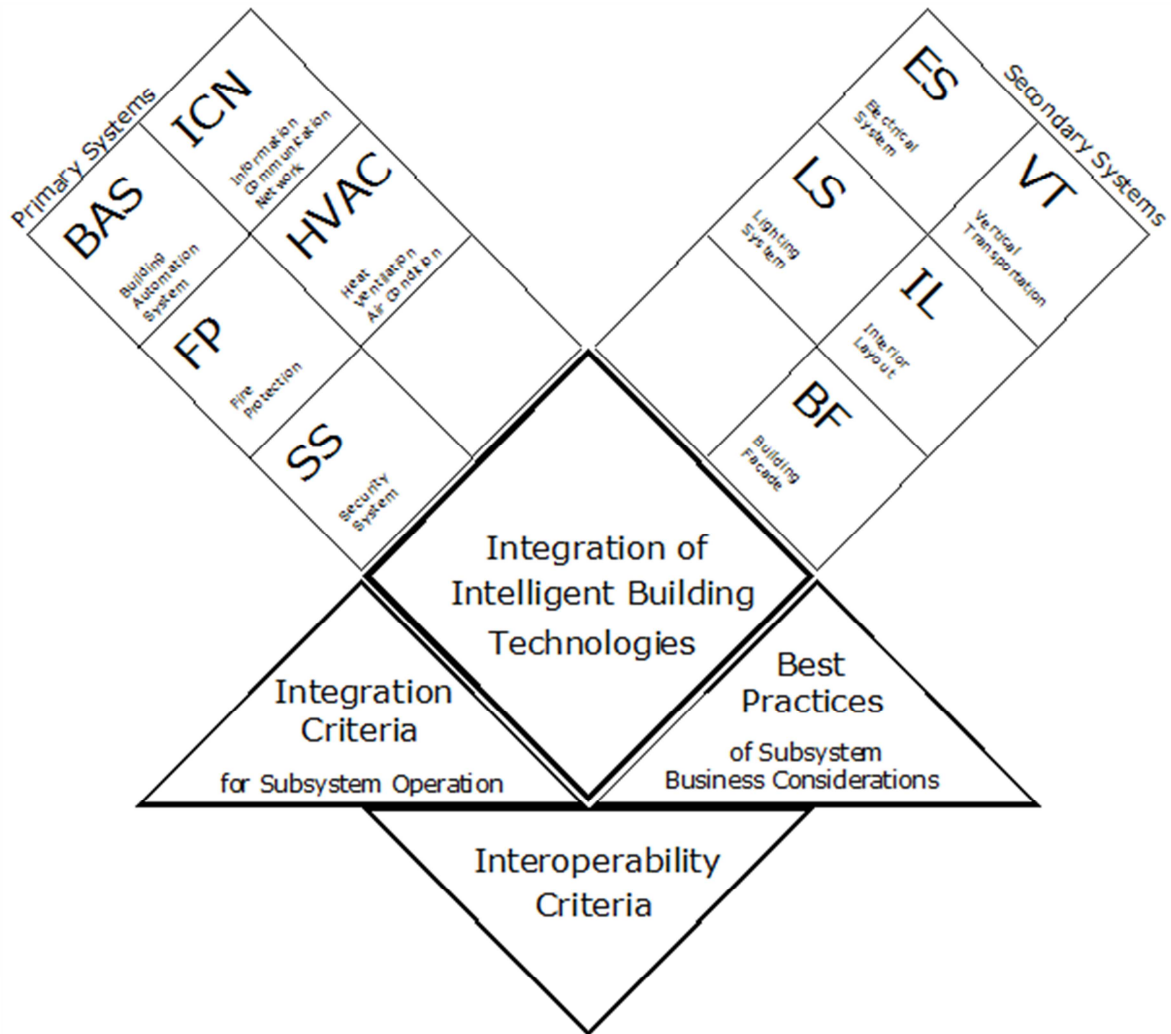 Primary Systems
ICN
Information
Communication
Network
BAS
Building
Automation
System
HVAC
Heat
Ventilation
Air Condition
FP
Fire
Protection
SS
Security
System
Secondary Systems
ES
Electrical
System
VT
Vertical
Transportation
LS
Lighting
System
IL
Interior
Layout
BF
Building
Facade
Integration of
Intelligent Building
Technologies
Integration
Criteria
for Subsystem Operation
Best
Practices
of Subsystem
Business Considerations
Interoperability
Criteria